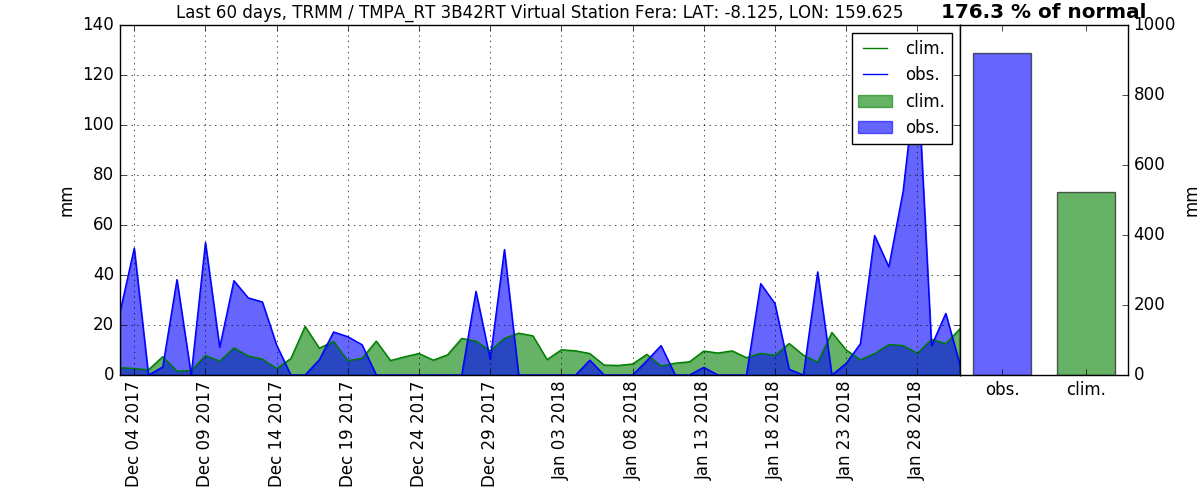 Last 60 days, TRMM / TMPA_RT 3B42RT Virtual Station Fera: LAT: -8.125, LON: 159.625
176.3 % of normal
mm
140
120
100
80
60
40
20
0
clim.
obs.
clim.
obs.
Dec 04 2017
Dec 09 2017
Dec 14 2017
Dec 19 2017
Dec 24 2017
Dec 29 2017
Jan 03 2018
Jan 08 2018
Jan 13 2018
Jan 18 2018
Jan 23 2018
Jan 28 2018
obs.
clim.
1000
800
600
400
200
0
mm